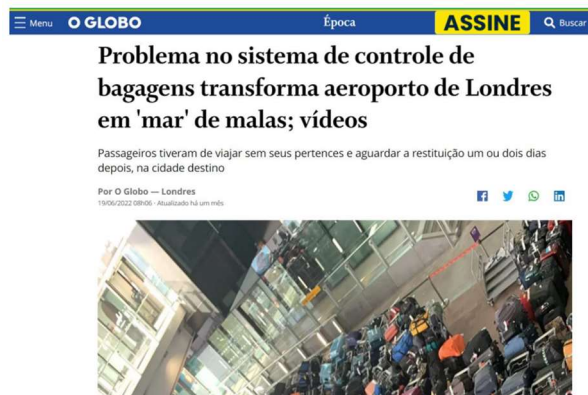 Menu O GLOBO Época ASSINE Buscar
Problema no sistema de controle de
bagagens transforma aeroporto de Londres
em 'mar' de malas; vídeos
Passageiros tiveram de viajar sem seus pertences e aguardar a restituição um ou dois dias
depois, na cidade destino
Por O Globo — Londres
19/06/2022 08h06 · Atualizado há um mês